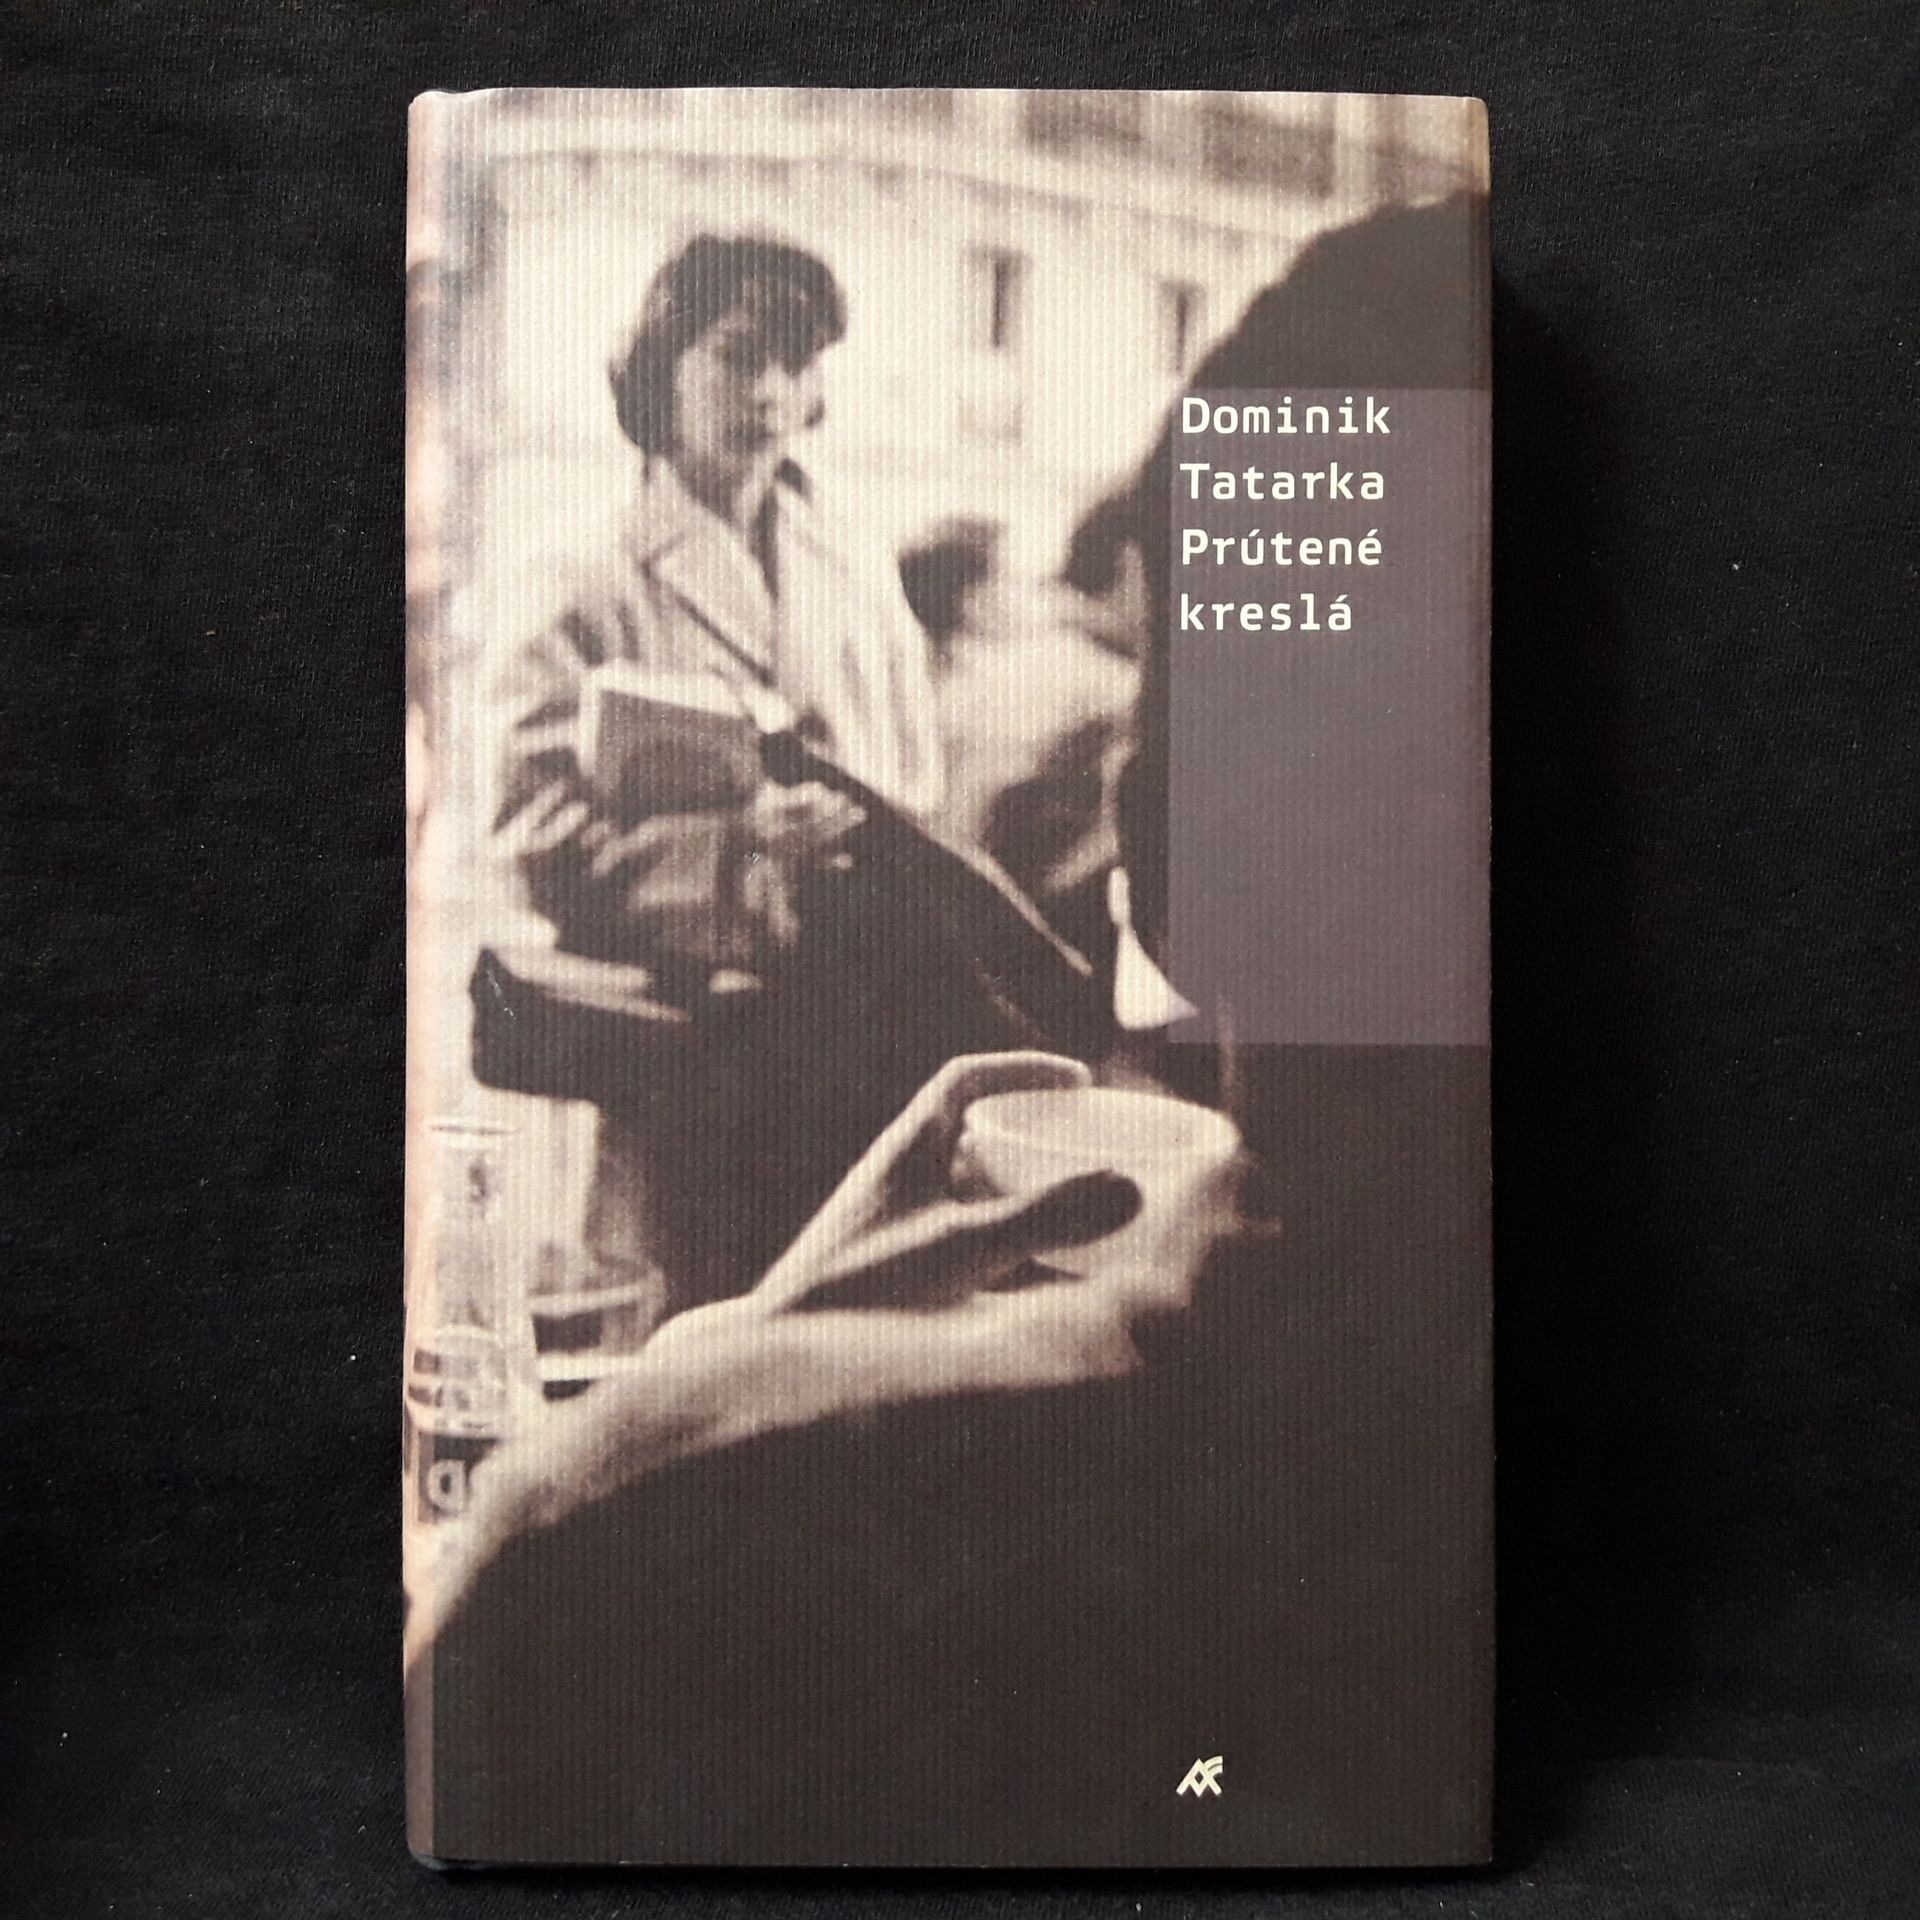 Dominik
Tatarka
Prútené
kreslá